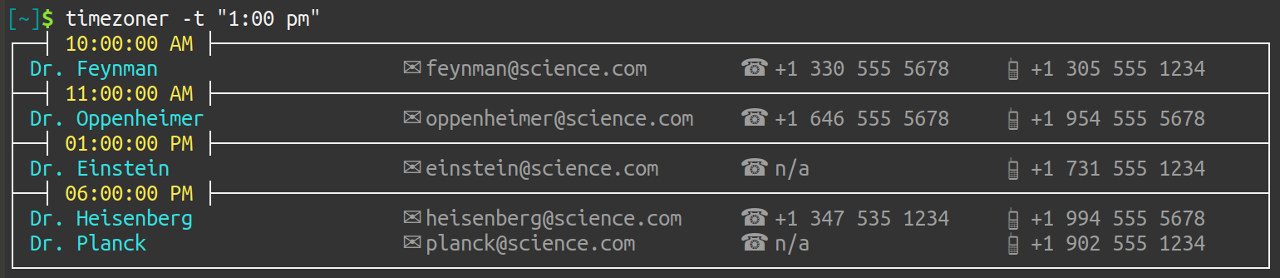 [~]$ timezoner -t "1:00 pm"
10:00:00 AM
Dr. Feynman ✉ feynman@science.com ☎ +1 330 555 5678 📱 +1 305 555 1234
11:00:00 AM
Dr. Oppenheimer ✉ oppenheimer@science.com ☎ +1 646 555 5678 📱 +1 954 555 5678
01:00:00 PM
Dr. Einstein ✉ einstein@science.com ☎ n/a 📱 +1 731 555 1234
06:00:00 PM
Dr. Heisenberg ✉ heisenberg@science.com ☎ +1 347 535 1234 📱 +1 994 555 5678
Dr. Planck ✉ planck@science.com ☎ n/a 📱 +1 902 555 1234